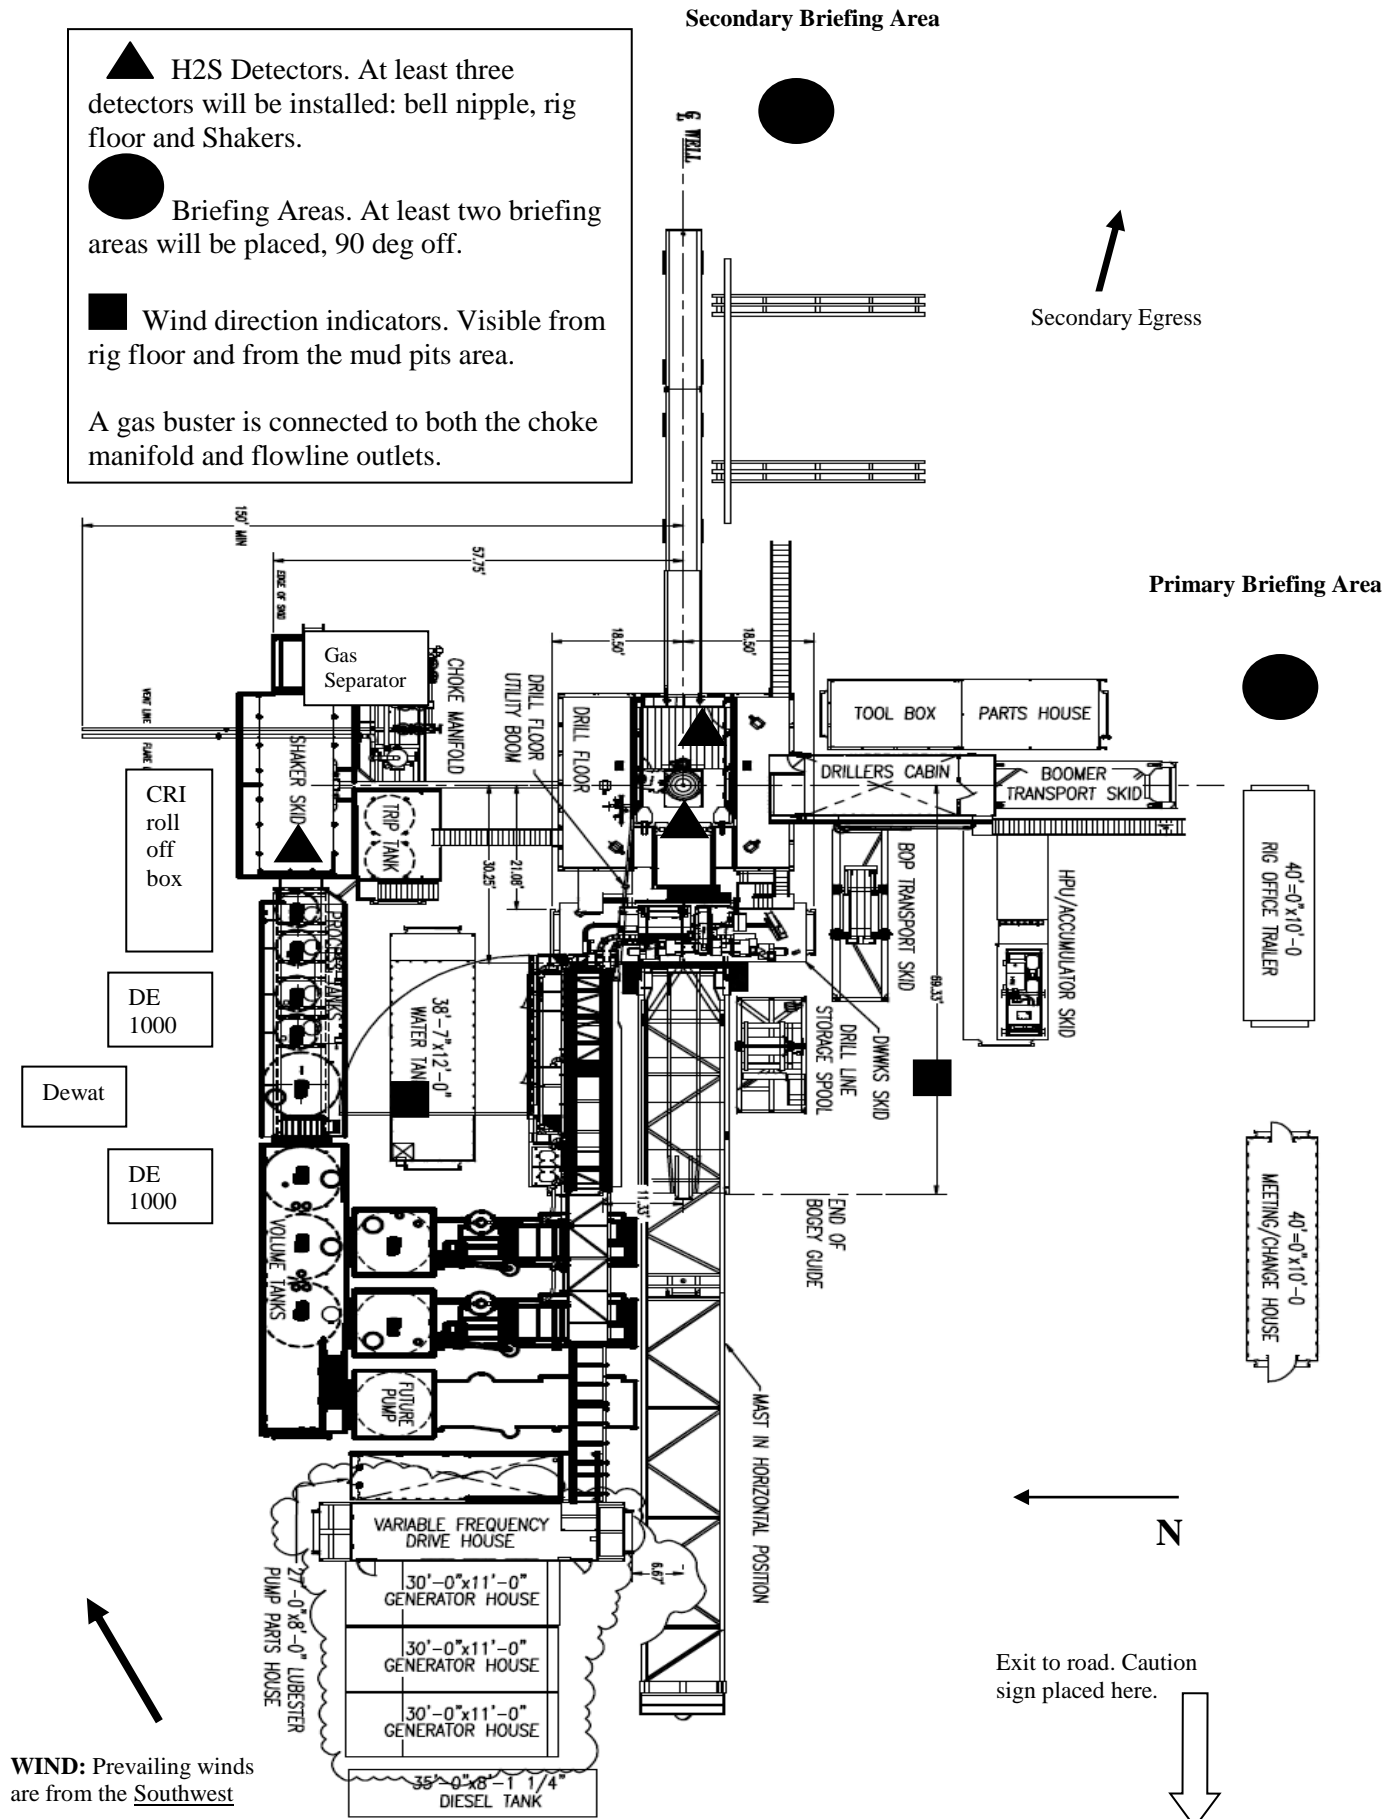 Secondary Briefing Area
H2S Detectors. At least three
detectors will be installed: bell nipple, rig
floor and Shakers.
Briefing Areas. At least two briefing
areas will be placed, 90 deg off.
Wind direction indicators. Visible from
rig floor and from the mud pits area.
A gas buster is connected to both the choke
manifold and flowline outlets.
WELL
Secondary Egress
150' MIN
57.75'
EDGE OF SKID
Primary Briefing Area
18.50'
18.50'
Gas
Separator
CHOKE MANIFOLD
DRILL FLOOR
UTILITY BOOM
DRILL FLOOR
TOOL BOX
PARTS HOUSE
VENT LINE
SHAKER SKID
DRILLERS CABIN
BOOMER
TRANSPORT SKID
CRI
roll
off
box
TRIP TANK
30.25'
21.08'
BOP TRANSPORT SKID
HPU/ACCUMULATOR SKID
40'=0"x10'-0
RIG OFFICE TRAILER
PROCESS TANKS
DE
1000
38'-7"x12'-0"
WATER TAN
DRILL LINE
STORAGE SPOOL
DWWKS SKID
69.33'
Dewat
DE
1000
VOLUME TANKS
11.33'
END OF
BOGEY GUIDE
40'=0"x10'-0
MEETING/CHANGE HOUSE
FUTURE
PUMP
MAST IN HORIZONTAL POSITION
VARIABLE FREQUENCY
DRIVE HOUSE
N
6.67'
27'-0"x8'-0" LUBESTER
PUMP PARTS HOUSE
30'-0"x11'-0"
GENERATOR HOUSE
30'-0"x11'-0"
GENERATOR HOUSE
30'-0"x11'-0"
GENERATOR HOUSE
Exit to road. Caution
sign placed here.
WIND: Prevailing winds
are from the Southwest
35'-0"x8'-1 1/4"
DIESEL TANK